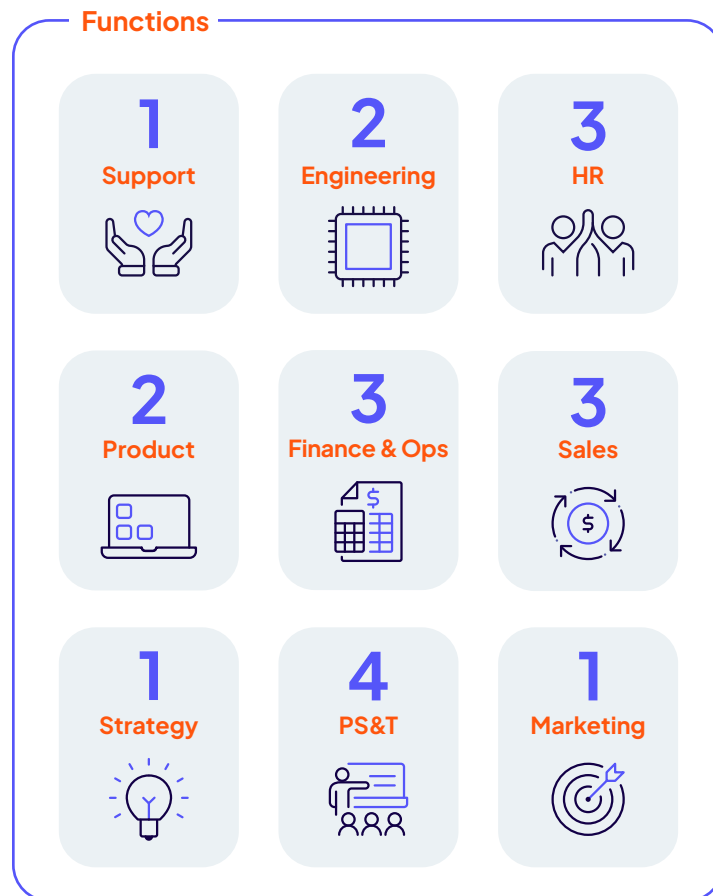 Functions
1
Support
2
Engineering
3
HR
2
Product
3
Finance & Ops
$
3
Sales
$
1
Strategy
4
PS&T
1
Marketing